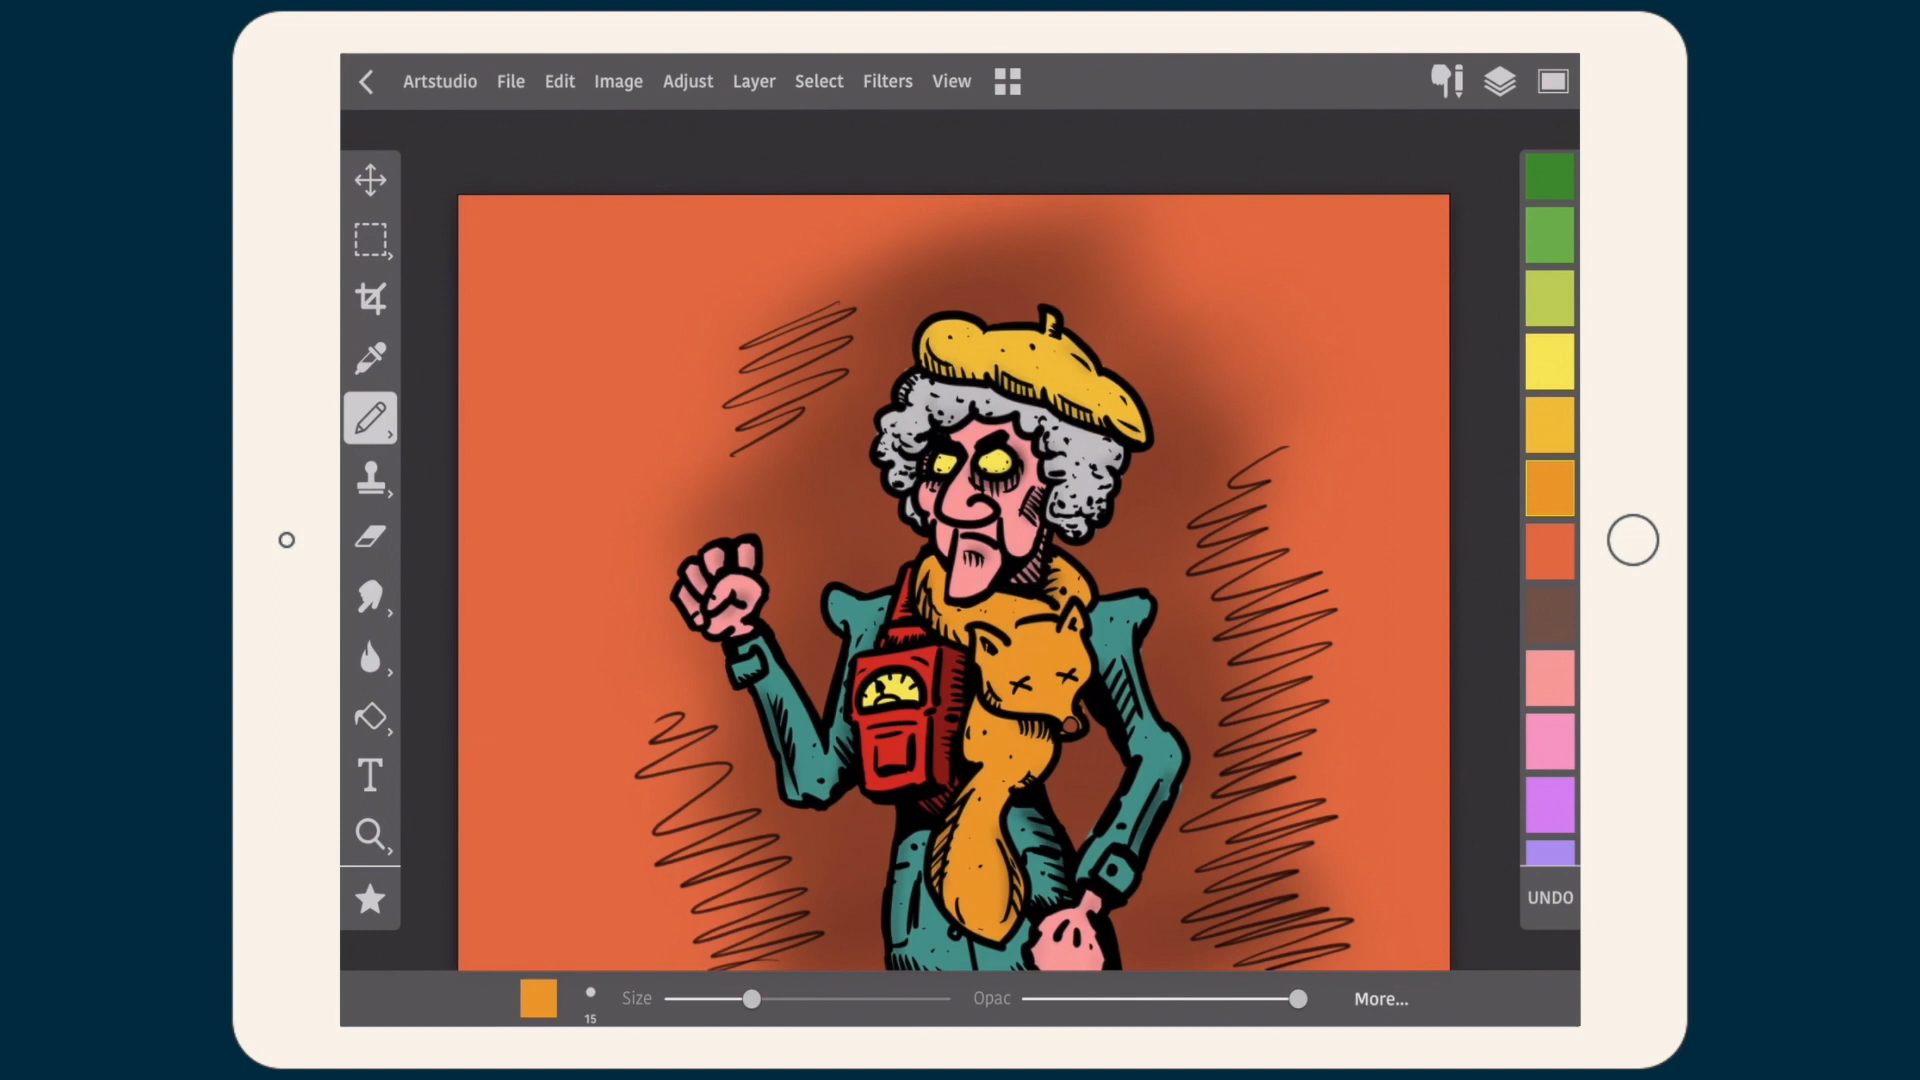 Artstudio File Edit Image Adjust Layer Select Filters View
T
UNDO
15 Size Opac More...